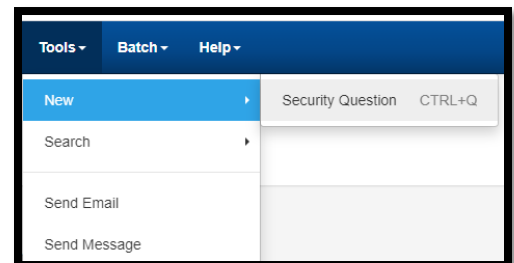 Tools Batch Help
New Security Question CTRL+Q
Search
Send Email
Send Message